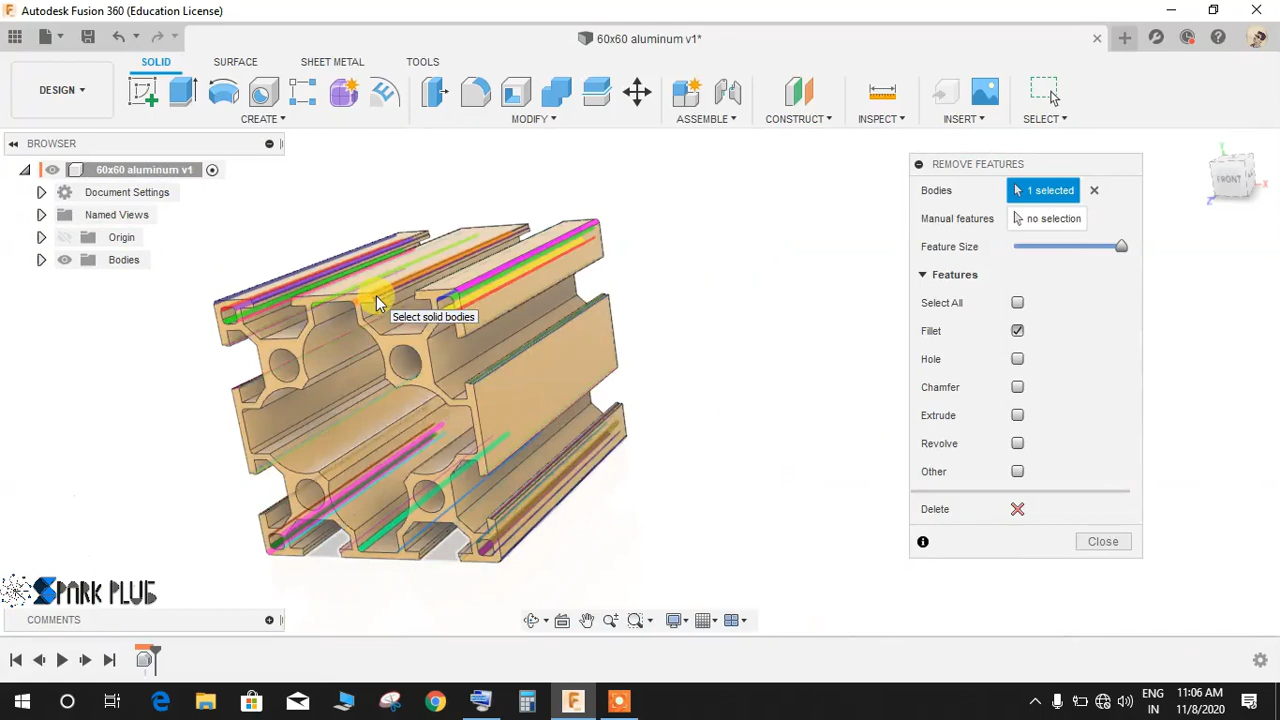 Autodesk Fusion 360 (Education License)
60x60 aluminum v1*
SOLID SURFACE SHEET METAL TOOLS
DESIGN
CREATE MODIFY ASSEMBLE CONSTRUCT INSPECT INSERT SELECT
BROWSER
60x60 aluminum v1
Document Settings
Named Views
Origin
Bodies
FRONT
X
Y
Z
REMOVE FEATURES
Bodies 1 selected
Manual features no selection
Feature Size
Features
Select All
Fillet
Hole
Chamfer
Extrude
Revolve
Other
Delete
Close
Select solid bodies
SPARK PLUG
COMMENTS
ENG
IN
11:06 AM
11/8/2020